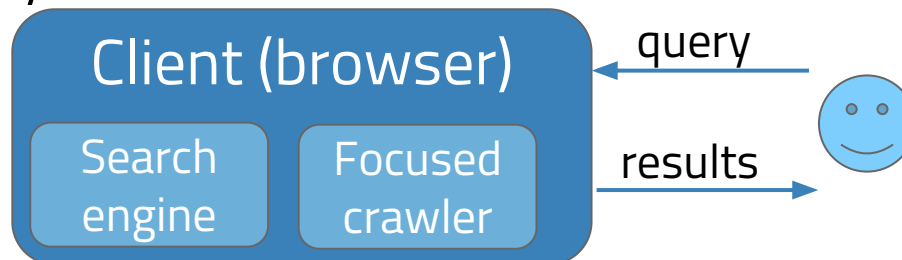 Client (browser)
query
Search
engine
Focused
crawler
results